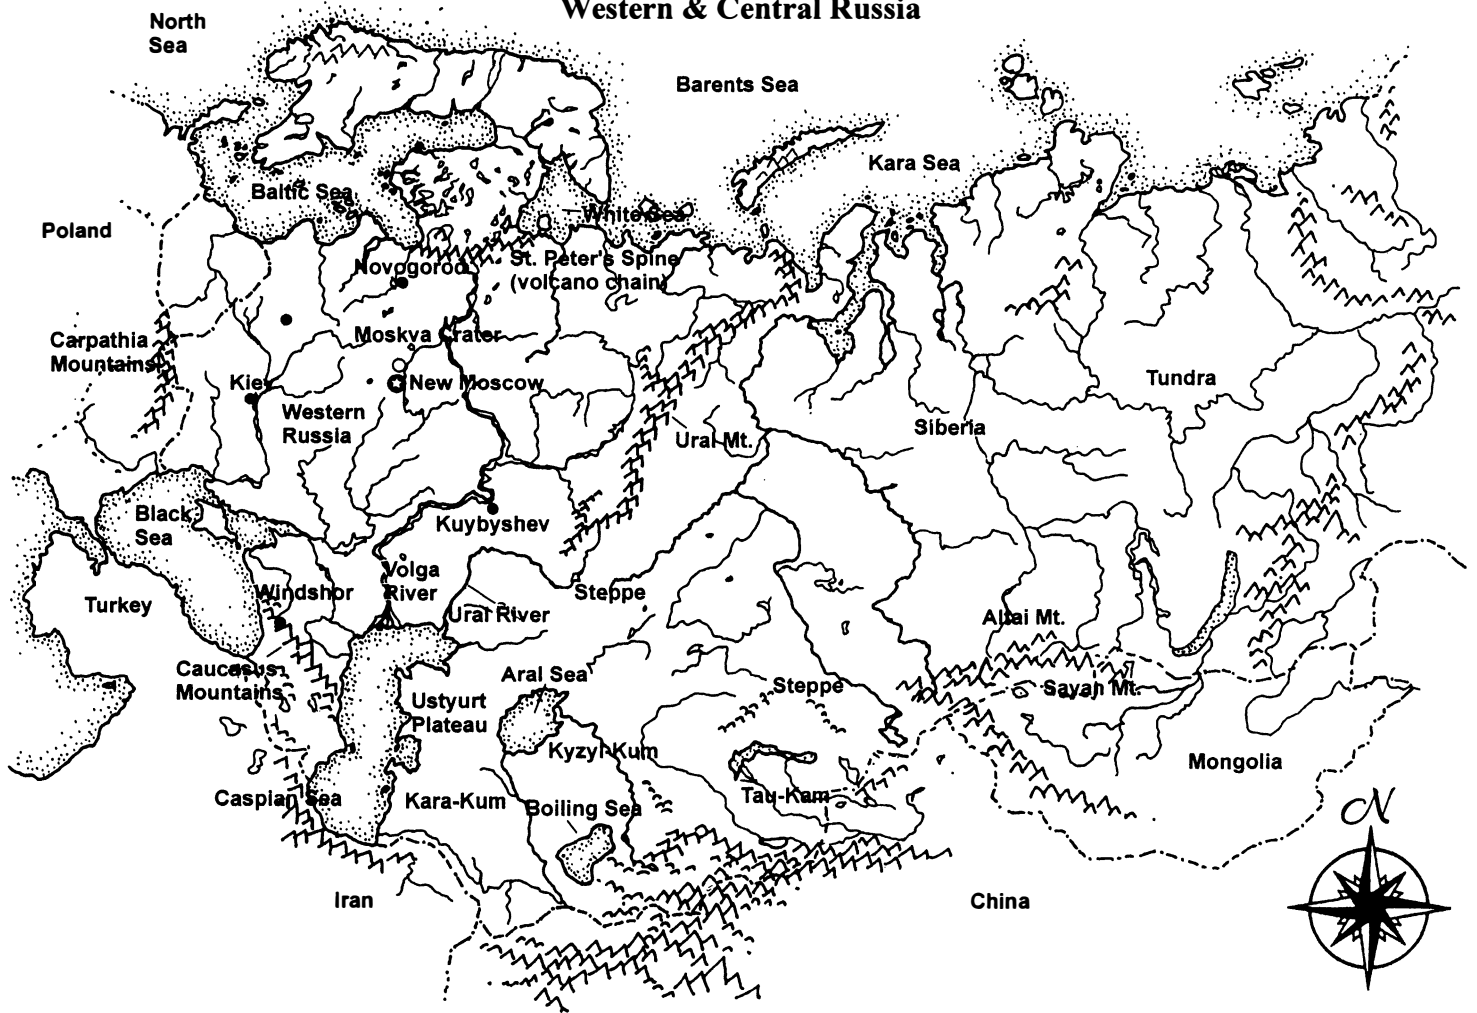 Western & Central Russia
North
Sea
Barents Sea
Kara Sea
Baltic Sea
White Sea
Poland
Novogorod
St. Peter's Spine
(volcano chain)
Carpathia
Mountains
Moskva Crater
Kiev
New Moscow
Tundra
Western
Russia
Ural Mt.
Siberia
Black
Sea
Kuybyshev
Volga
River
Windshor
Steppe
Turkey
Ural River
Altai Mt.
Caucasus
Mountains
Aral Sea
Steppe
Sayan Mt.
Ustyurt
Plateau
Kyzyl-Kum
Mongolia
Caspian Sea
Kara-Kum
Boiling Sea
Tau-Kam
N
Iran
China